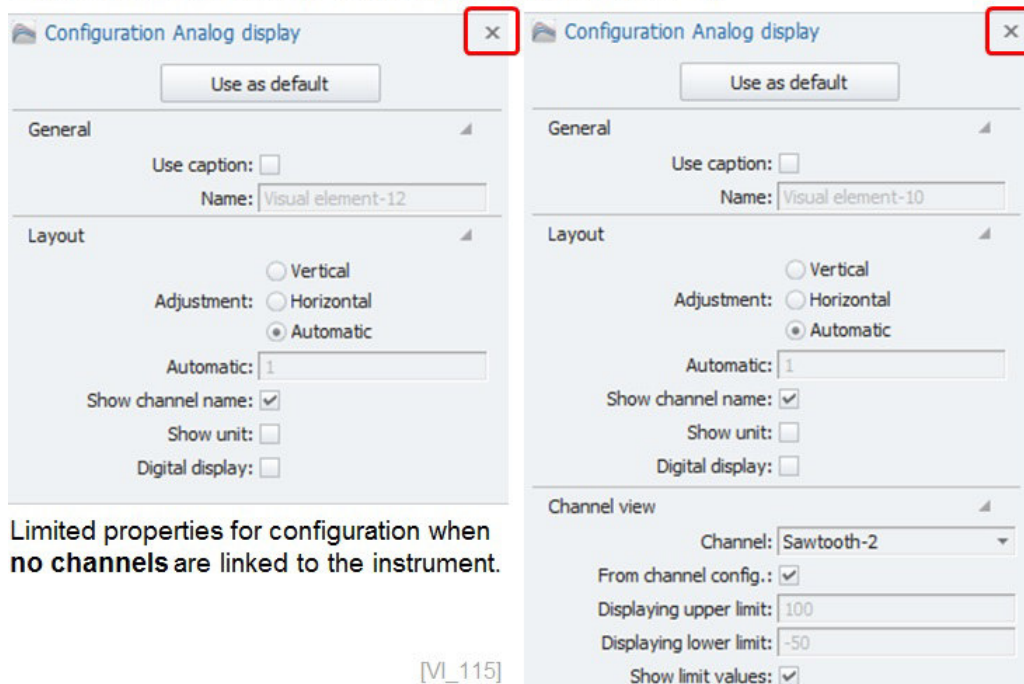 Configuration Analog display
Use as default
General
Use caption:
Name: Visual element-12
Layout
Vertical
Adjustment: Horizontal
Automatic
Automatic: 1
Show channel name:
Show unit:
Digital display:
Limited properties for configuration when
no channels are linked to the instrument.
[VI_115]
Configuration Analog display
Use as default
General
Use caption:
Name: Visual element-10
Layout
Vertical
Adjustment: Horizontal
Automatic
Automatic: 1
Show channel name:
Show unit:
Digital display:
Channel view
Channel: Sawtooth-2
From channel config.:
Displaying upper limit: 100
Displaying lower limit: -50
Show limit values: